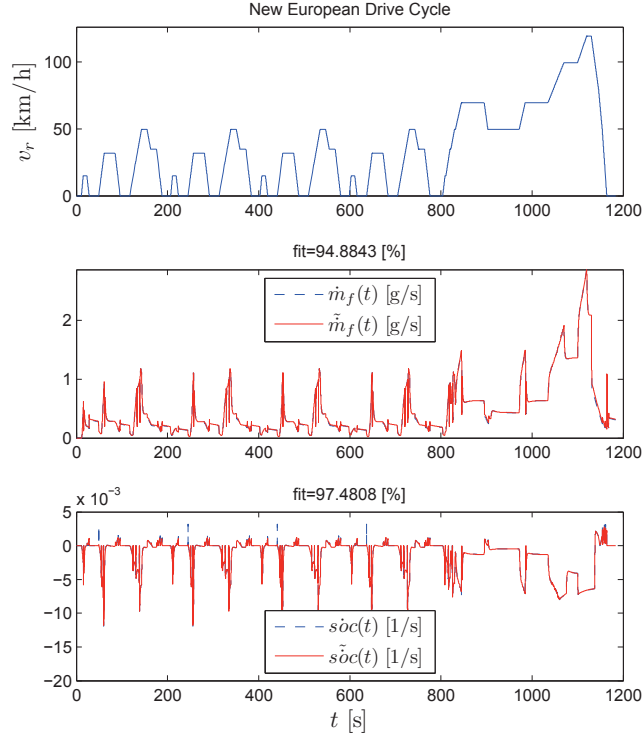 New European Drive Cycle
100
50
0
v_r [km/h]
0 200 400 600 800 1000 1200
fit=94.8843 [%]
2
1
0
ṁ_f(t) [g/s]
ṁ̃_f(t) [g/s]
0 200 400 600 800 1000 1200
fit=97.4808 [%]
x 10⁻³
5
0
−5
−10
−15
−20
sȯc(t) [1/s]
sȯ̃c(t) [1/s]
0 200 400 600 800 1000 1200
t [s]